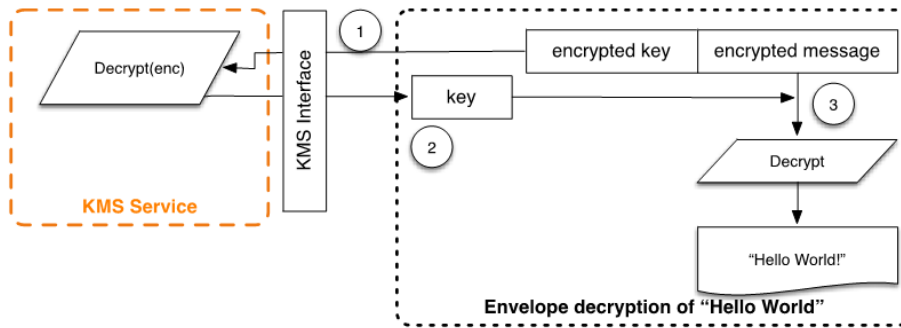 1
encrypted key
encrypted message
Decrypt(enc)
KMS Interface
key
3
2
Decrypt
KMS Service
“Hello World!”
Envelope decryption of “Hello World”